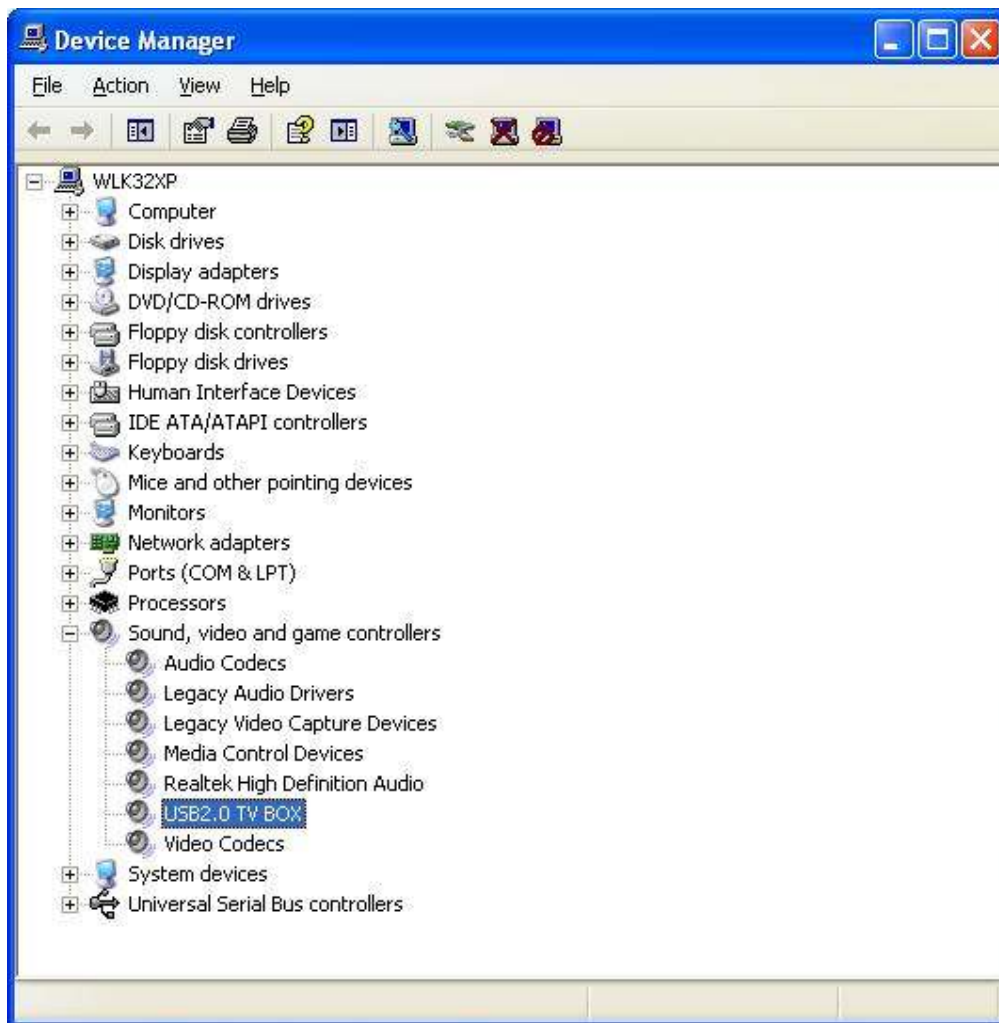 Device Manager
File Action View Help
WLK32XP
Computer
Disk drives
Display adapters
DVD/CD-ROM drives
Floppy disk controllers
Floppy disk drives
Human Interface Devices
IDE ATA/ATAPI controllers
Keyboards
Mice and other pointing devices
Monitors
Network adapters
Ports (COM & LPT)
Processors
Sound, video and game controllers
Audio Codecs
Legacy Audio Drivers
Legacy Video Capture Devices
Media Control Devices
Realtek High Definition Audio
USB2.0 TV BOX
Video Codecs
System devices
Universal Serial Bus controllers